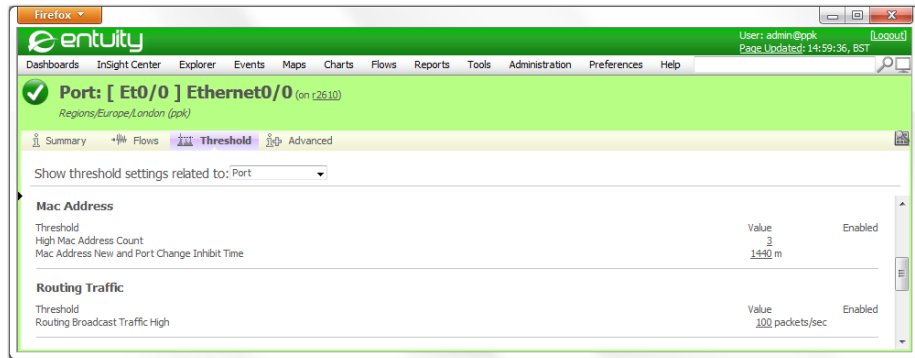 Firefox
entuity
User: admin@ppk [Logout]
Page Updated: 14:59:36, BST
Dashboards InSight Center Explorer Events Maps Charts Flows Reports Tools Administration Preferences Help
Port: [ Et0/0 ] Ethernet0/0 (on r2610)
Regions/Europe/London (ppk)
Summary Flows Threshold Advanced
Show threshold settings related to: Port
Mac Address
Threshold Value Enabled
High Mac Address Count 3
Mac Address New and Port Change Inhibit Time 1440 m
Routing Traffic
Threshold Value Enabled
Routing Broadcast Traffic High 100 packets/sec